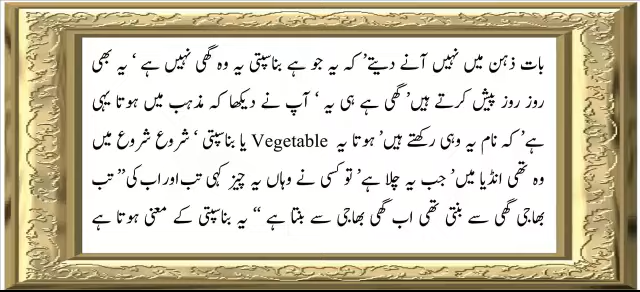 بات ذہن میں نہیں آنے دیتے’ کہ یہ جو ہے بناسپتی یہ وہ گھی نہیں ہے ‘ یہ بھی
روز روز پیش کرتے ہیں’ گھی ہے ہی یہ ‘ آپ نے دیکھا کہ مذہب میں ہوتا یہی
ہے’ کہ نام یہ وہی رکھتے ہیں’ ہوتا یہ Vegetable یا بناسپتی ‘ شروع شروع میں
وہ تھی انڈیا میں’ جب یہ چلا ہے’ تو کسی نے وہاں یہ چیز کہی تب اور اب کی” تب
بھاجی گھی سے بنتی تھی اب گھی بھاجی سے بنتا ہے “ یہ بناسپتی کے معنی ہوتا ہے